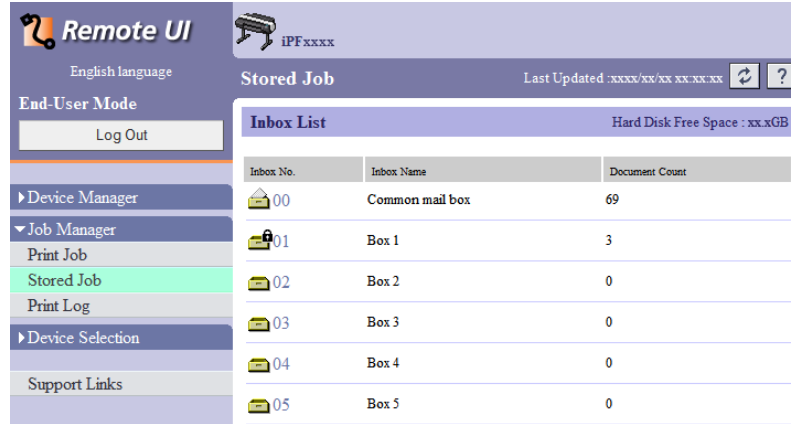 Remote UI
English language
End-User Mode
Log Out
Device Manager
Job Manager
Print Job
Stored Job
Print Log
Device Selection
Support Links
iPFxxxx
Stored Job Last Updated :xxxx/xx/xx xx:xx:xx ?
Inbox List Hard Disk Free Space : xx.xGB
Inbox No. Inbox Name Document Count
00 Common mail box 69
01 Box 1 3
02 Box 2 0
03 Box 3 0
04 Box 4 0
05 Box 5 0